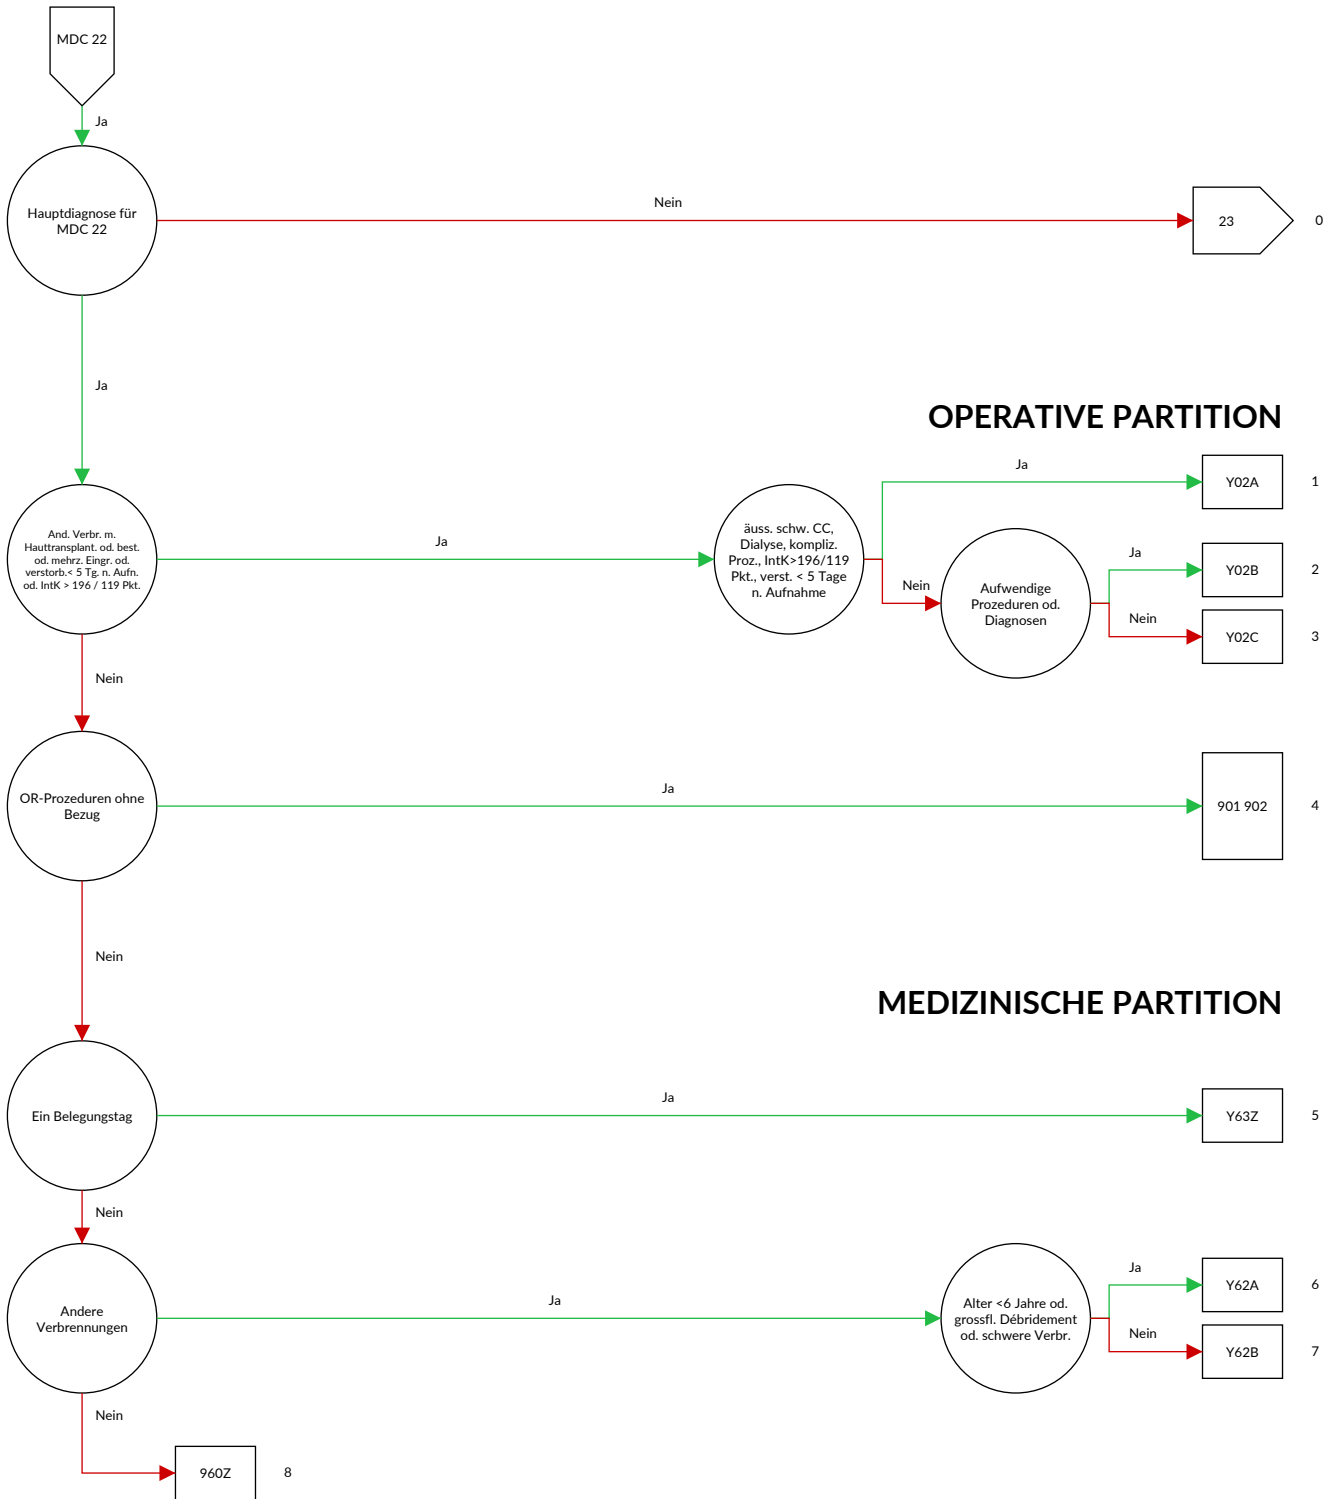 MDC 22
Ja
Hauptdiagnose für
MDC 22
Nein
23
0
Ja
OPERATIVE PARTITION
And. Verbr. m.
Hauttransplant. od. best.
od. mehrz. Eingr. od.
verstorb.< 5 Tg. n. Aufn.
od. IntK > 196 / 119 Pkt.
Ja
äuss. schw. CC,
Dialyse, kompliz.
Proz., IntK>196/119
Pkt., verst. < 5 Tage
n. Aufnahme
Ja
Y02A
1
Nein
Aufwendige
Prozeduren od.
Diagnosen
Ja
Y02B
2
Nein
Y02C
3
Nein
OR-Prozeduren ohne
Bezug
Ja
901 902
4
Nein
MEDIZINISCHE PARTITION
Ein Belegungstag
Ja
Y63Z
5
Nein
Andere
Verbrennungen
Ja
Alter <6 Jahre od.
grossfl. Débridement
od. schwere Verbr.
Ja
Y62A
6
Nein
Y62B
7
Nein
960Z
8